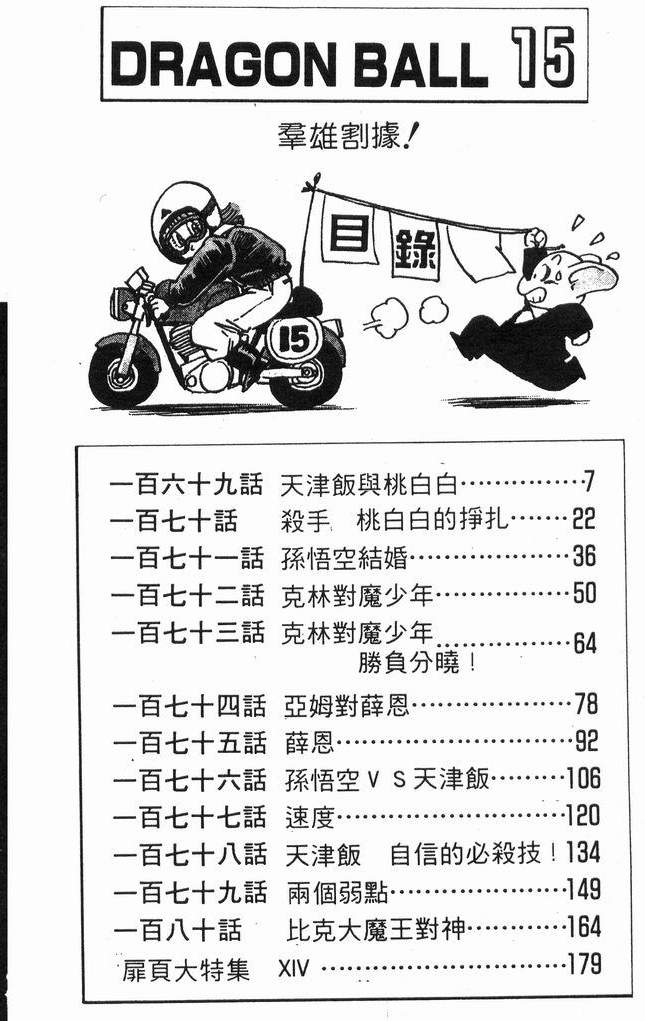 DRAGON BALL 15
羣雄割據！
目錄
15
一百六十九話 天津飯與桃白白……………7
一百七十話 殺手 桃白白的掙扎………22
一百七十一話 孫悟空結婚…………………36
一百七十二話 克林對魔少年………………50
一百七十三話 克林對魔少年………………64
勝負分曉！
一百七十四話 亞姆對薛恩…………………78
一百七十五話 薛恩…………………………92
一百七十六話 孫悟空ＶＳ天津飯………106
一百七十七話 速度…………………………120
一百七十八話 天津飯 自信的必殺技！134
一百七十九話 兩個弱點…………………149
一百八十話 比克大魔王對神…………164
扉頁大特集 XIV …………………………179